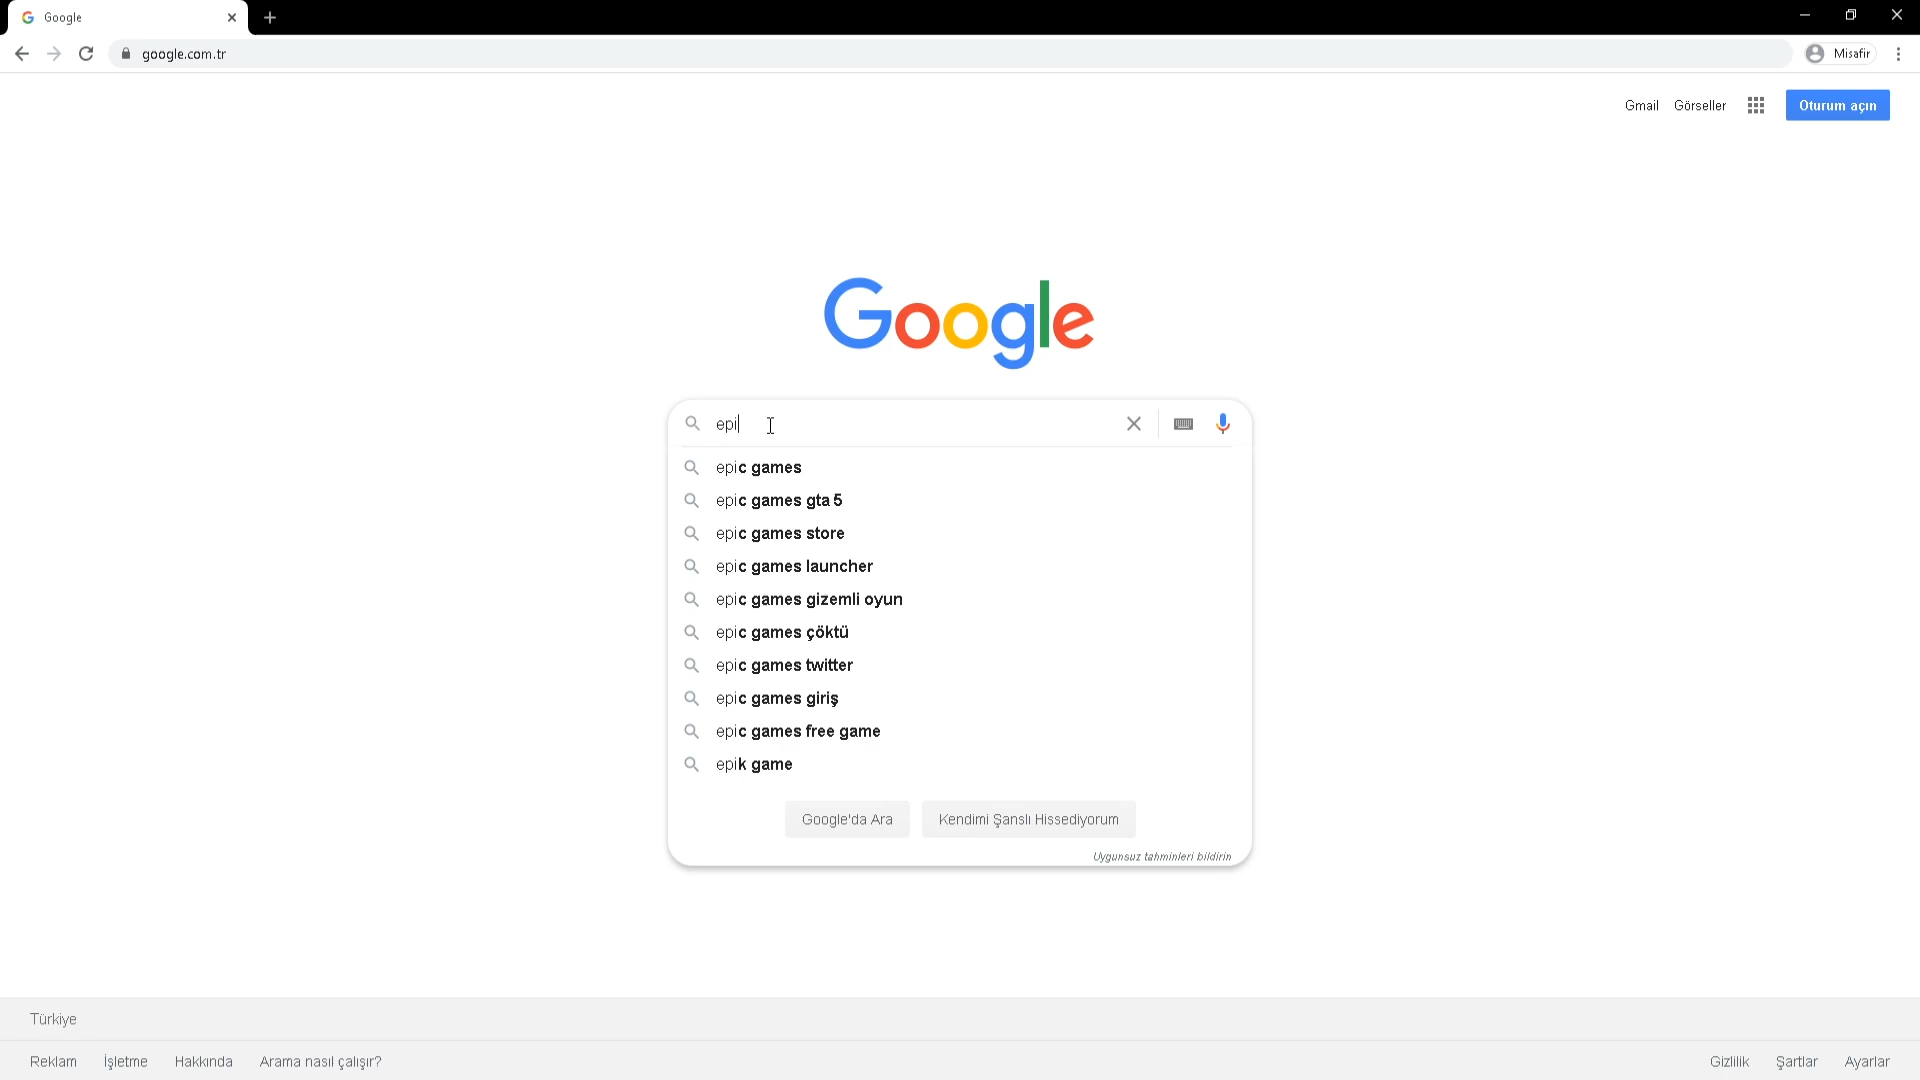 Google
google.com.tr
Misafir
Gmail Görseller Oturum açın
Google
epi
epic games
epic games gta 5
epic games store
epic games launcher
epic games gizemli oyun
epic games çöktü
epic games twitter
epic games giriş
epic games free game
epik game
Google'da Ara Kendimi Şanslı Hissediyorum
Uygunsuz tahminleri bildirin
Türkiye
Reklam İşletme Hakkında Arama nasıl çalışır? Gizlilik Şartlar Ayarlar